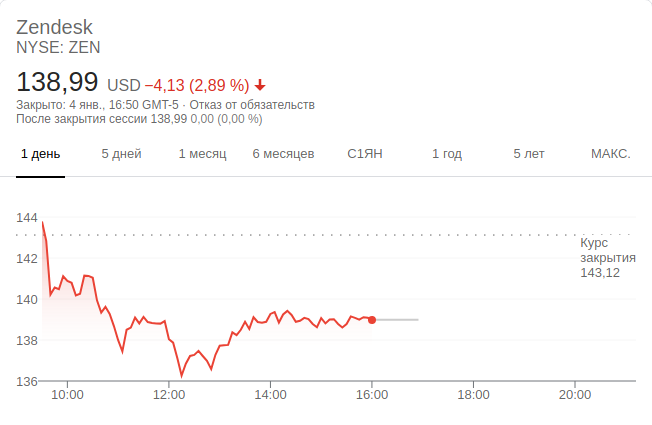 Zendesk
NYSE: ZEN
138,99 USD −4,13 (2,89 %)
Закрыто: 4 янв., 16:50 GMT-5 · Отказ от обязательств
После закрытия сессии 138,99 0,00 (0,00 %)
1 день 5 дней 1 месяц 6 месяцев С1ЯН 1 год 5 лет МАКС.
144
142
140
138
136
Курс
закрытия
143,12
10:00 12:00 14:00 16:00 18:00 20:00